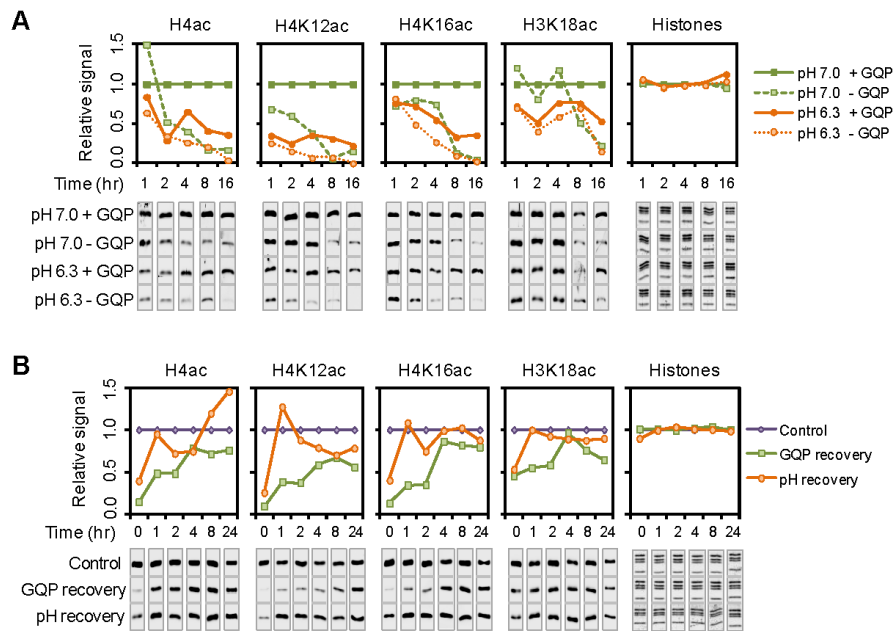 A
H4ac H4K12ac H4K16ac H3K18ac Histones
Relative signal
1.5
1.0
0.5
0.0
pH 7.0 + GQP
pH 7.0 - GQP
pH 6.3 + GQP
pH 6.3 - GQP
Time (hr) 1 2 4 8 16 1 2 4 8 16 1 2 4 8 16 1 2 4 8 16 1 2 4 8 16
pH 7.0 + GQP
pH 7.0 - GQP
pH 6.3 + GQP
pH 6.3 - GQP
B
H4ac H4K12ac H4K16ac H3K18ac Histones
Relative signal
1.5
1.0
0.5
0.0
Control
GQP recovery
pH recovery
Time (hr) 0 1 2 4 8 24 0 1 2 4 8 24 0 1 2 4 8 24 0 1 2 4 8 24 0 1 2 4 8 24
Control
GQP recovery
pH recovery